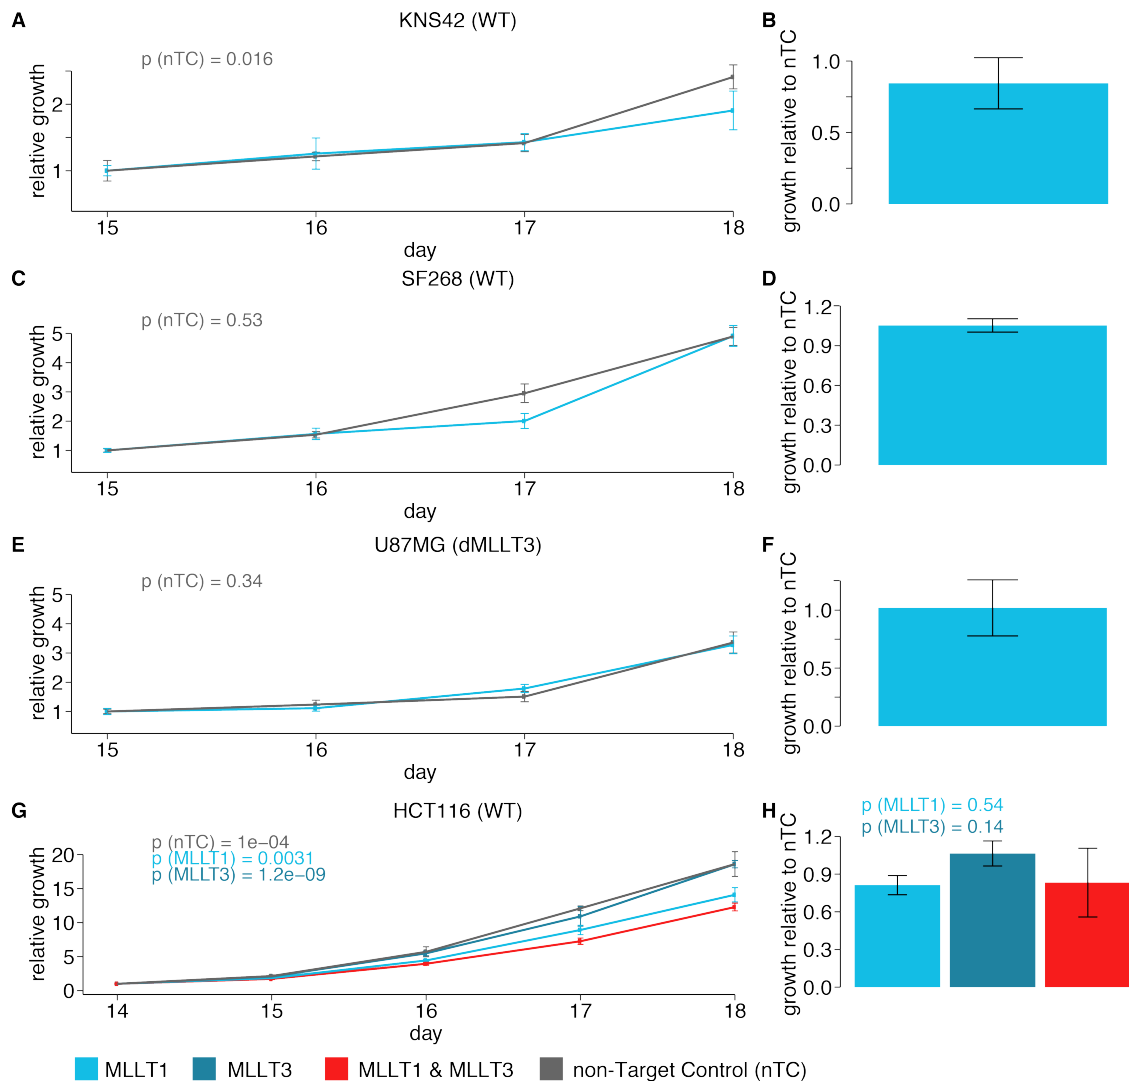 A
KNS42 (WT)
p (nTC) = 0.016
relative growth
2
1
15
16
17
18
day
B
growth relative to nTC
1.0
0.5
0.0
C
SF268 (WT)
p (nTC) = 0.53
relative growth
5
4
3
2
1
15
16
17
18
day
D
growth relative to nTC
1.2
0.9
0.6
0.3
0.0
E
U87MG (dMLLT3)
p (nTC) = 0.34
relative growth
5
4
3
2
1
15
16
17
18
day
F
growth relative to nTC
1.0
0.5
0.0
G
HCT116 (WT)
p (nTC) = 1e−04
p (MLLT1) = 0.0031
p (MLLT3) = 1.2e−09
relative growth
20
15
10
5
0
14
15
16
17
18
day
H
p (MLLT1) = 0.54
p (MLLT3) = 0.14
growth relative to nTC
1.2
0.9
0.6
0.3
0.0
MLLT1
MLLT3
MLLT1 & MLLT3
non-Target Control (nTC)